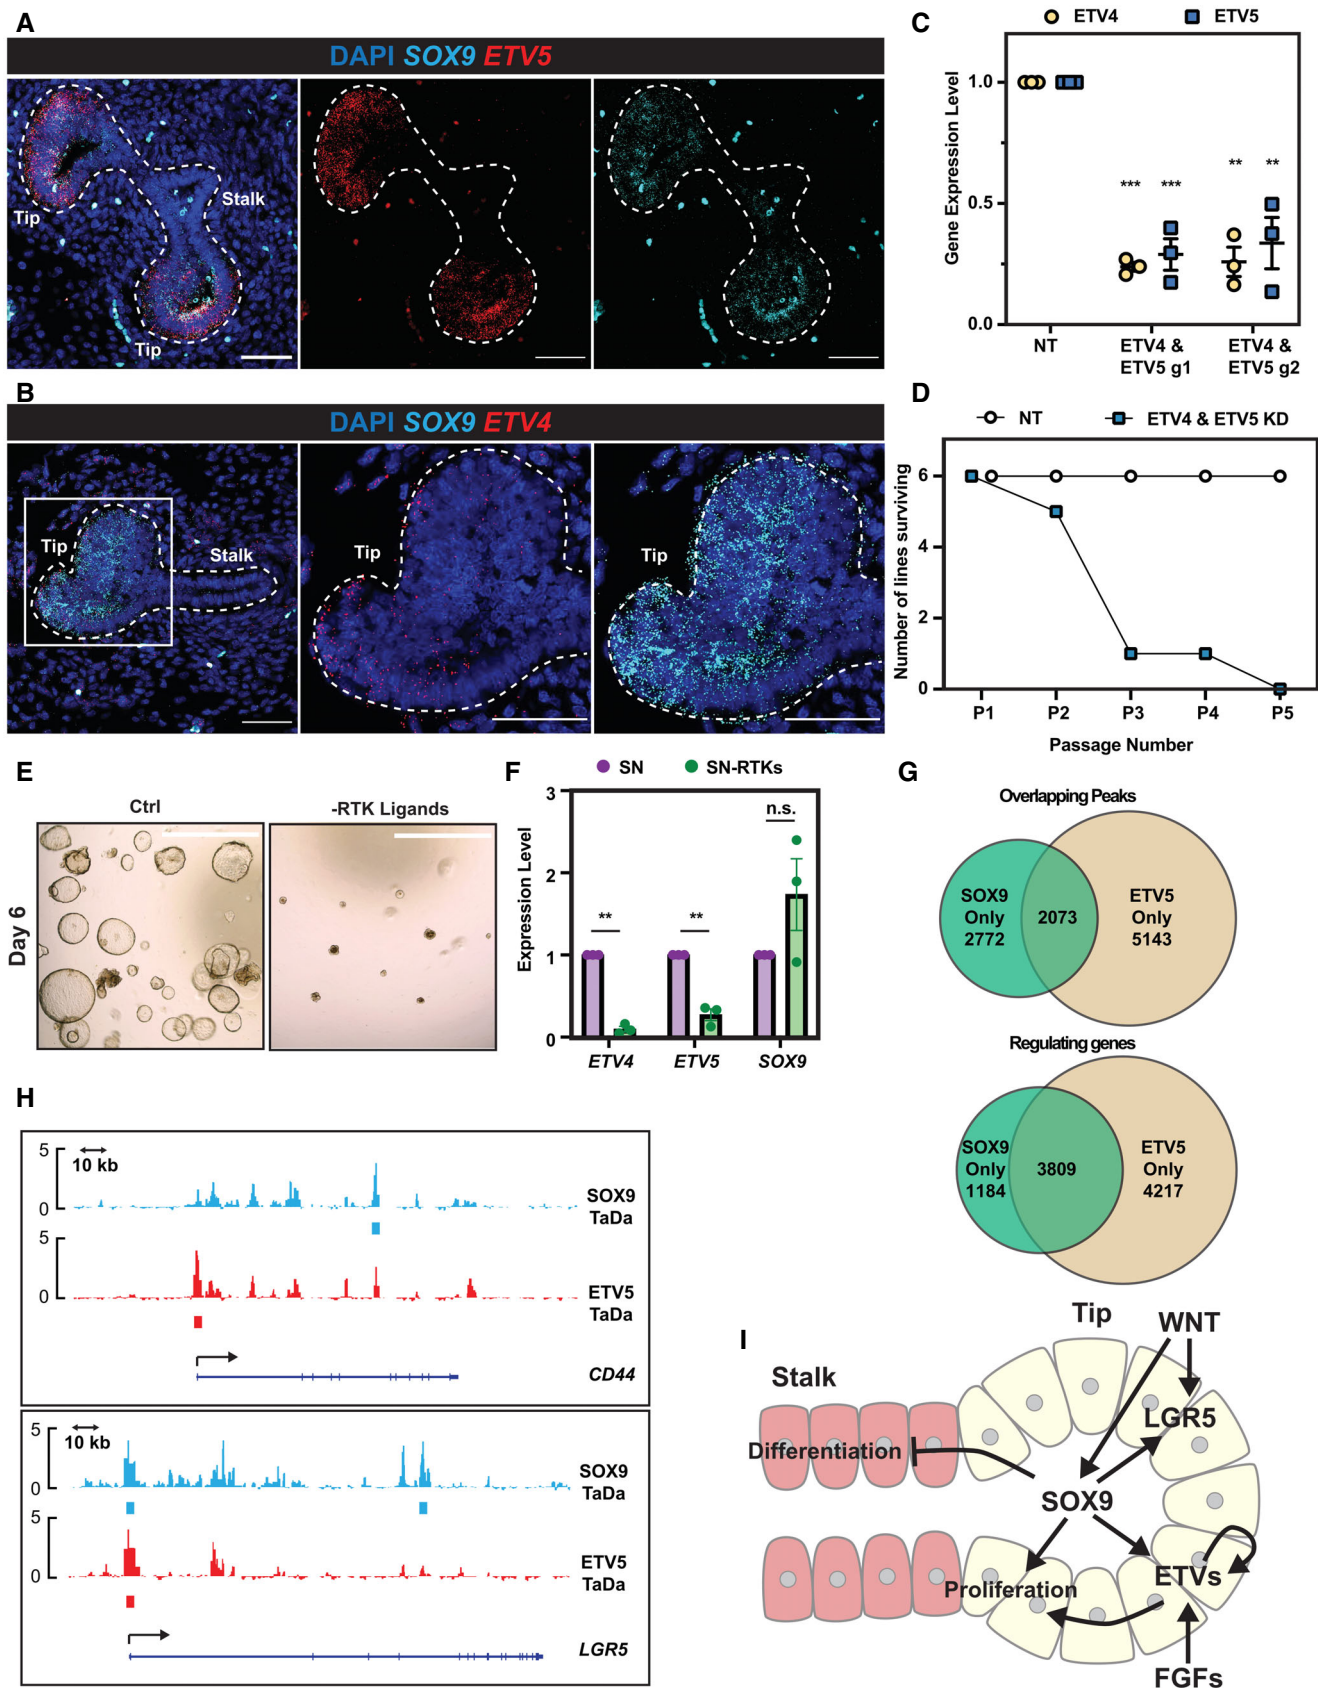 A
DAPI SOX9 ETV5
Tip
Stalk
Tip
B
DAPI SOX9 ETV4
Tip
Stalk
Tip
Tip
C
ETV4
ETV5
Gene Expression Level
1.0
0.5
0.0
***
***
**
**
NT
ETV4 &
ETV5 g1
ETV4 &
ETV5 g2
D
NT
ETV4 & ETV5 KD
Number of lines surviving
6
4
2
0
P1
P2
P3
P4
P5
Passage Number
E
Ctrl
-RTK Ligands
Day 6
F
SN
SN-RTKs
Expression Level
3
2
1
0
**
**
n.s.
ETV4
ETV5
SOX9
G
Overlapping Peaks
SOX9
Only
2772
2073
ETV5
Only
5143
Regulating genes
SOX9
Only
1184
3809
ETV5
Only
4217
H
5
0
10 kb
SOX9
TaDa
5
0
ETV5
TaDa
CD44
5
0
10 kb
SOX9
TaDa
5
0
ETV5
TaDa
LGR5
I
Tip
WNT
Stalk
LGR5
Differentiation
SOX9
ETVs
Proliferation
FGFs